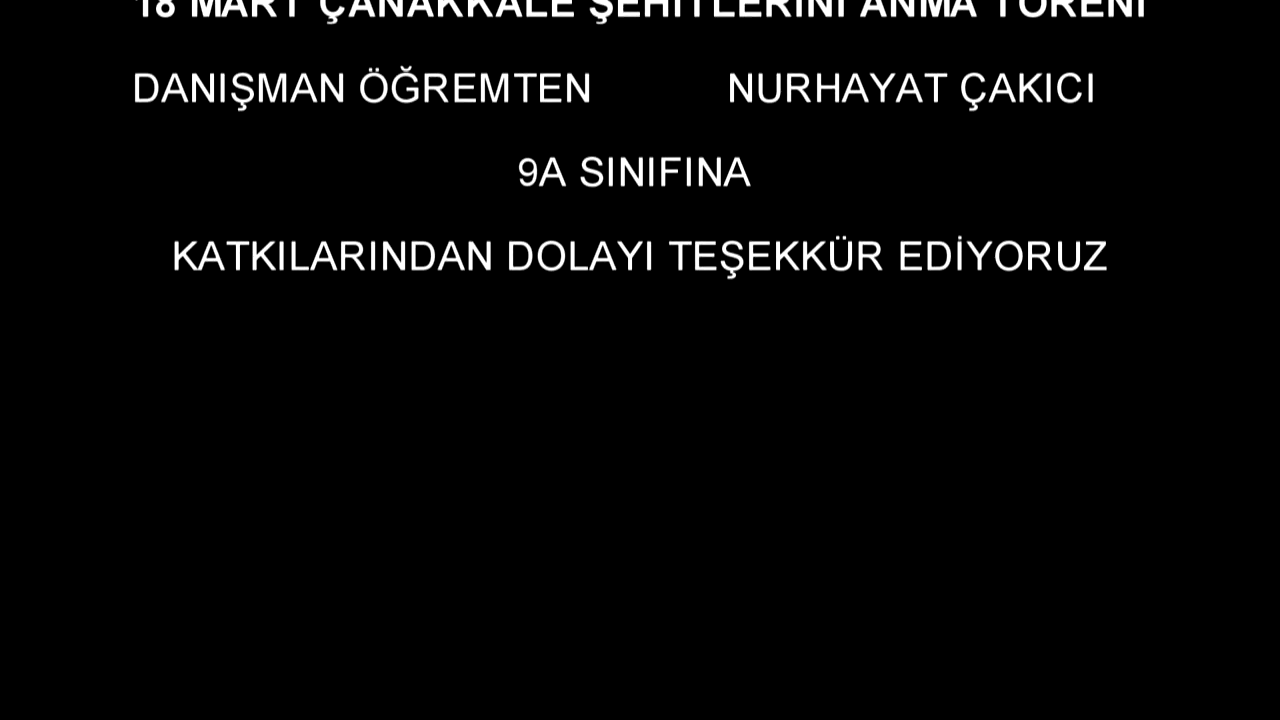 18 MART ÇANAKKALE ŞEHİTLERİNİ ANMA TÖRENİ
DANIŞMAN ÖĞREMTEN NURHAYAT ÇAKICI
9A SINIFINA
KATKILARINDAN DOLAYI TEŞEKKÜR EDİYORUZ